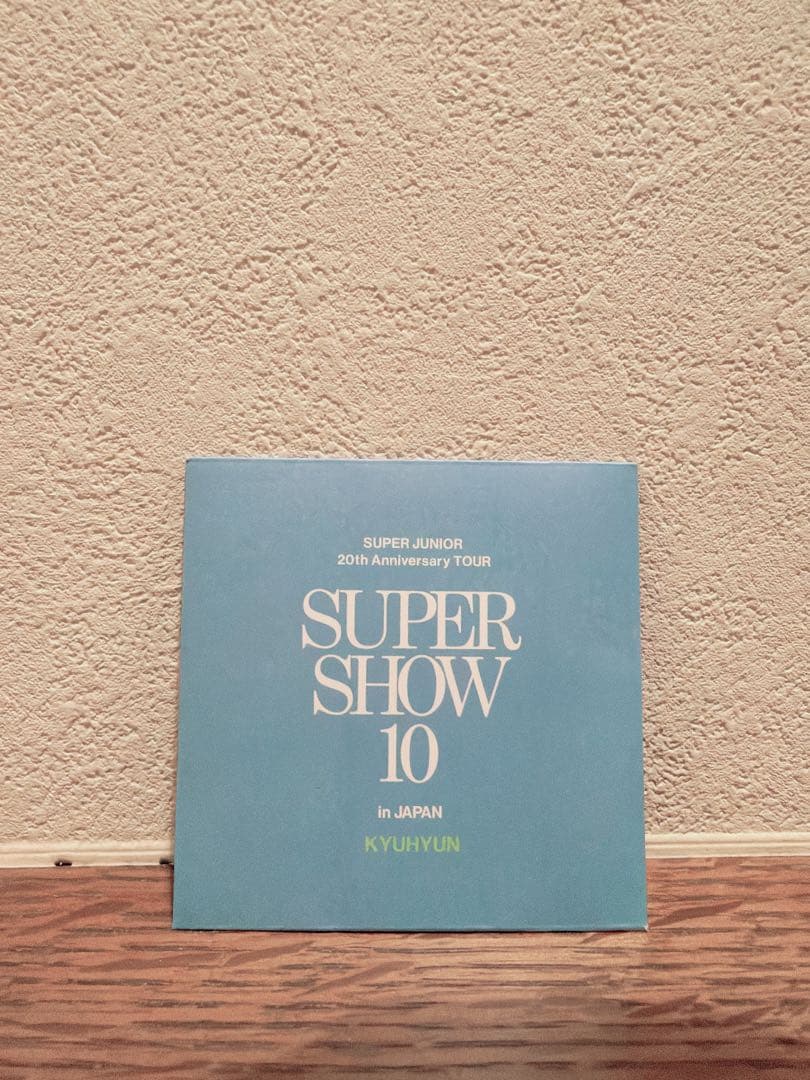 SUPER JUNIOR
20th Anniversary TOUR
SUPER
SHOW
10
in JAPAN
KYUHYUN